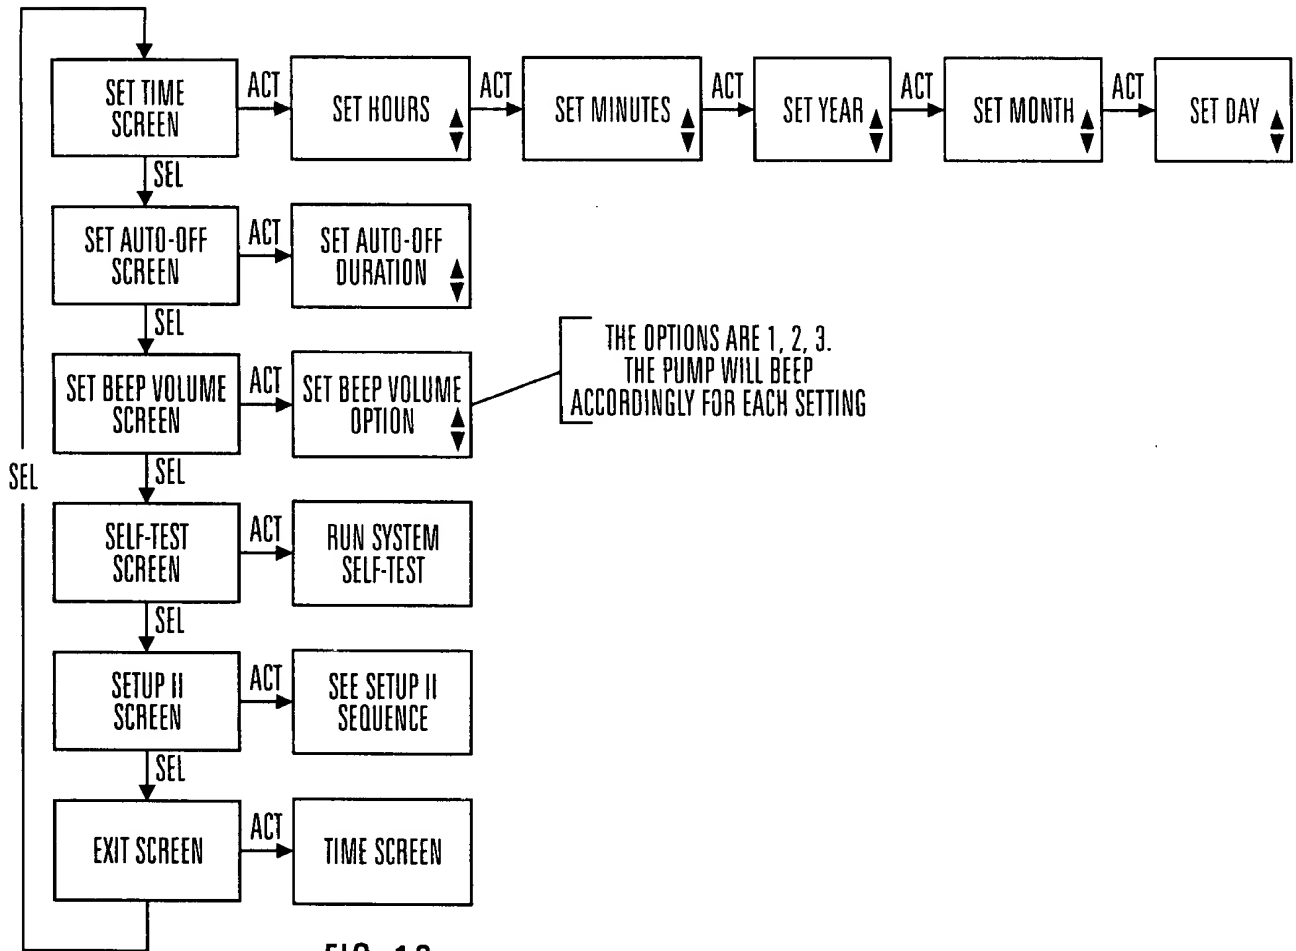 SET TIME
SCREEN
ACT
SET HOURS
ACT
SET MINUTES
ACT
SET YEAR
ACT
SET MONTH
ACT
SET DAY
SEL
SET AUTO-OFF
SCREEN
ACT
SET AUTO-OFF
DURATION
SEL
SET BEEP VOLUME
SCREEN
ACT
SET BEEP VOLUME
OPTION
THE OPTIONS ARE 1, 2, 3.
THE PUMP WILL BEEP
ACCORDINGLY FOR EACH SETTING
SEL
SEL
SELF-TEST
SCREEN
ACT
RUN SYSTEM
SELF-TEST
SEL
SETUP II
SCREEN
ACT
SEE SETUP II
SEQUENCE
SEL
EXIT SCREEN
ACT
TIME SCREEN